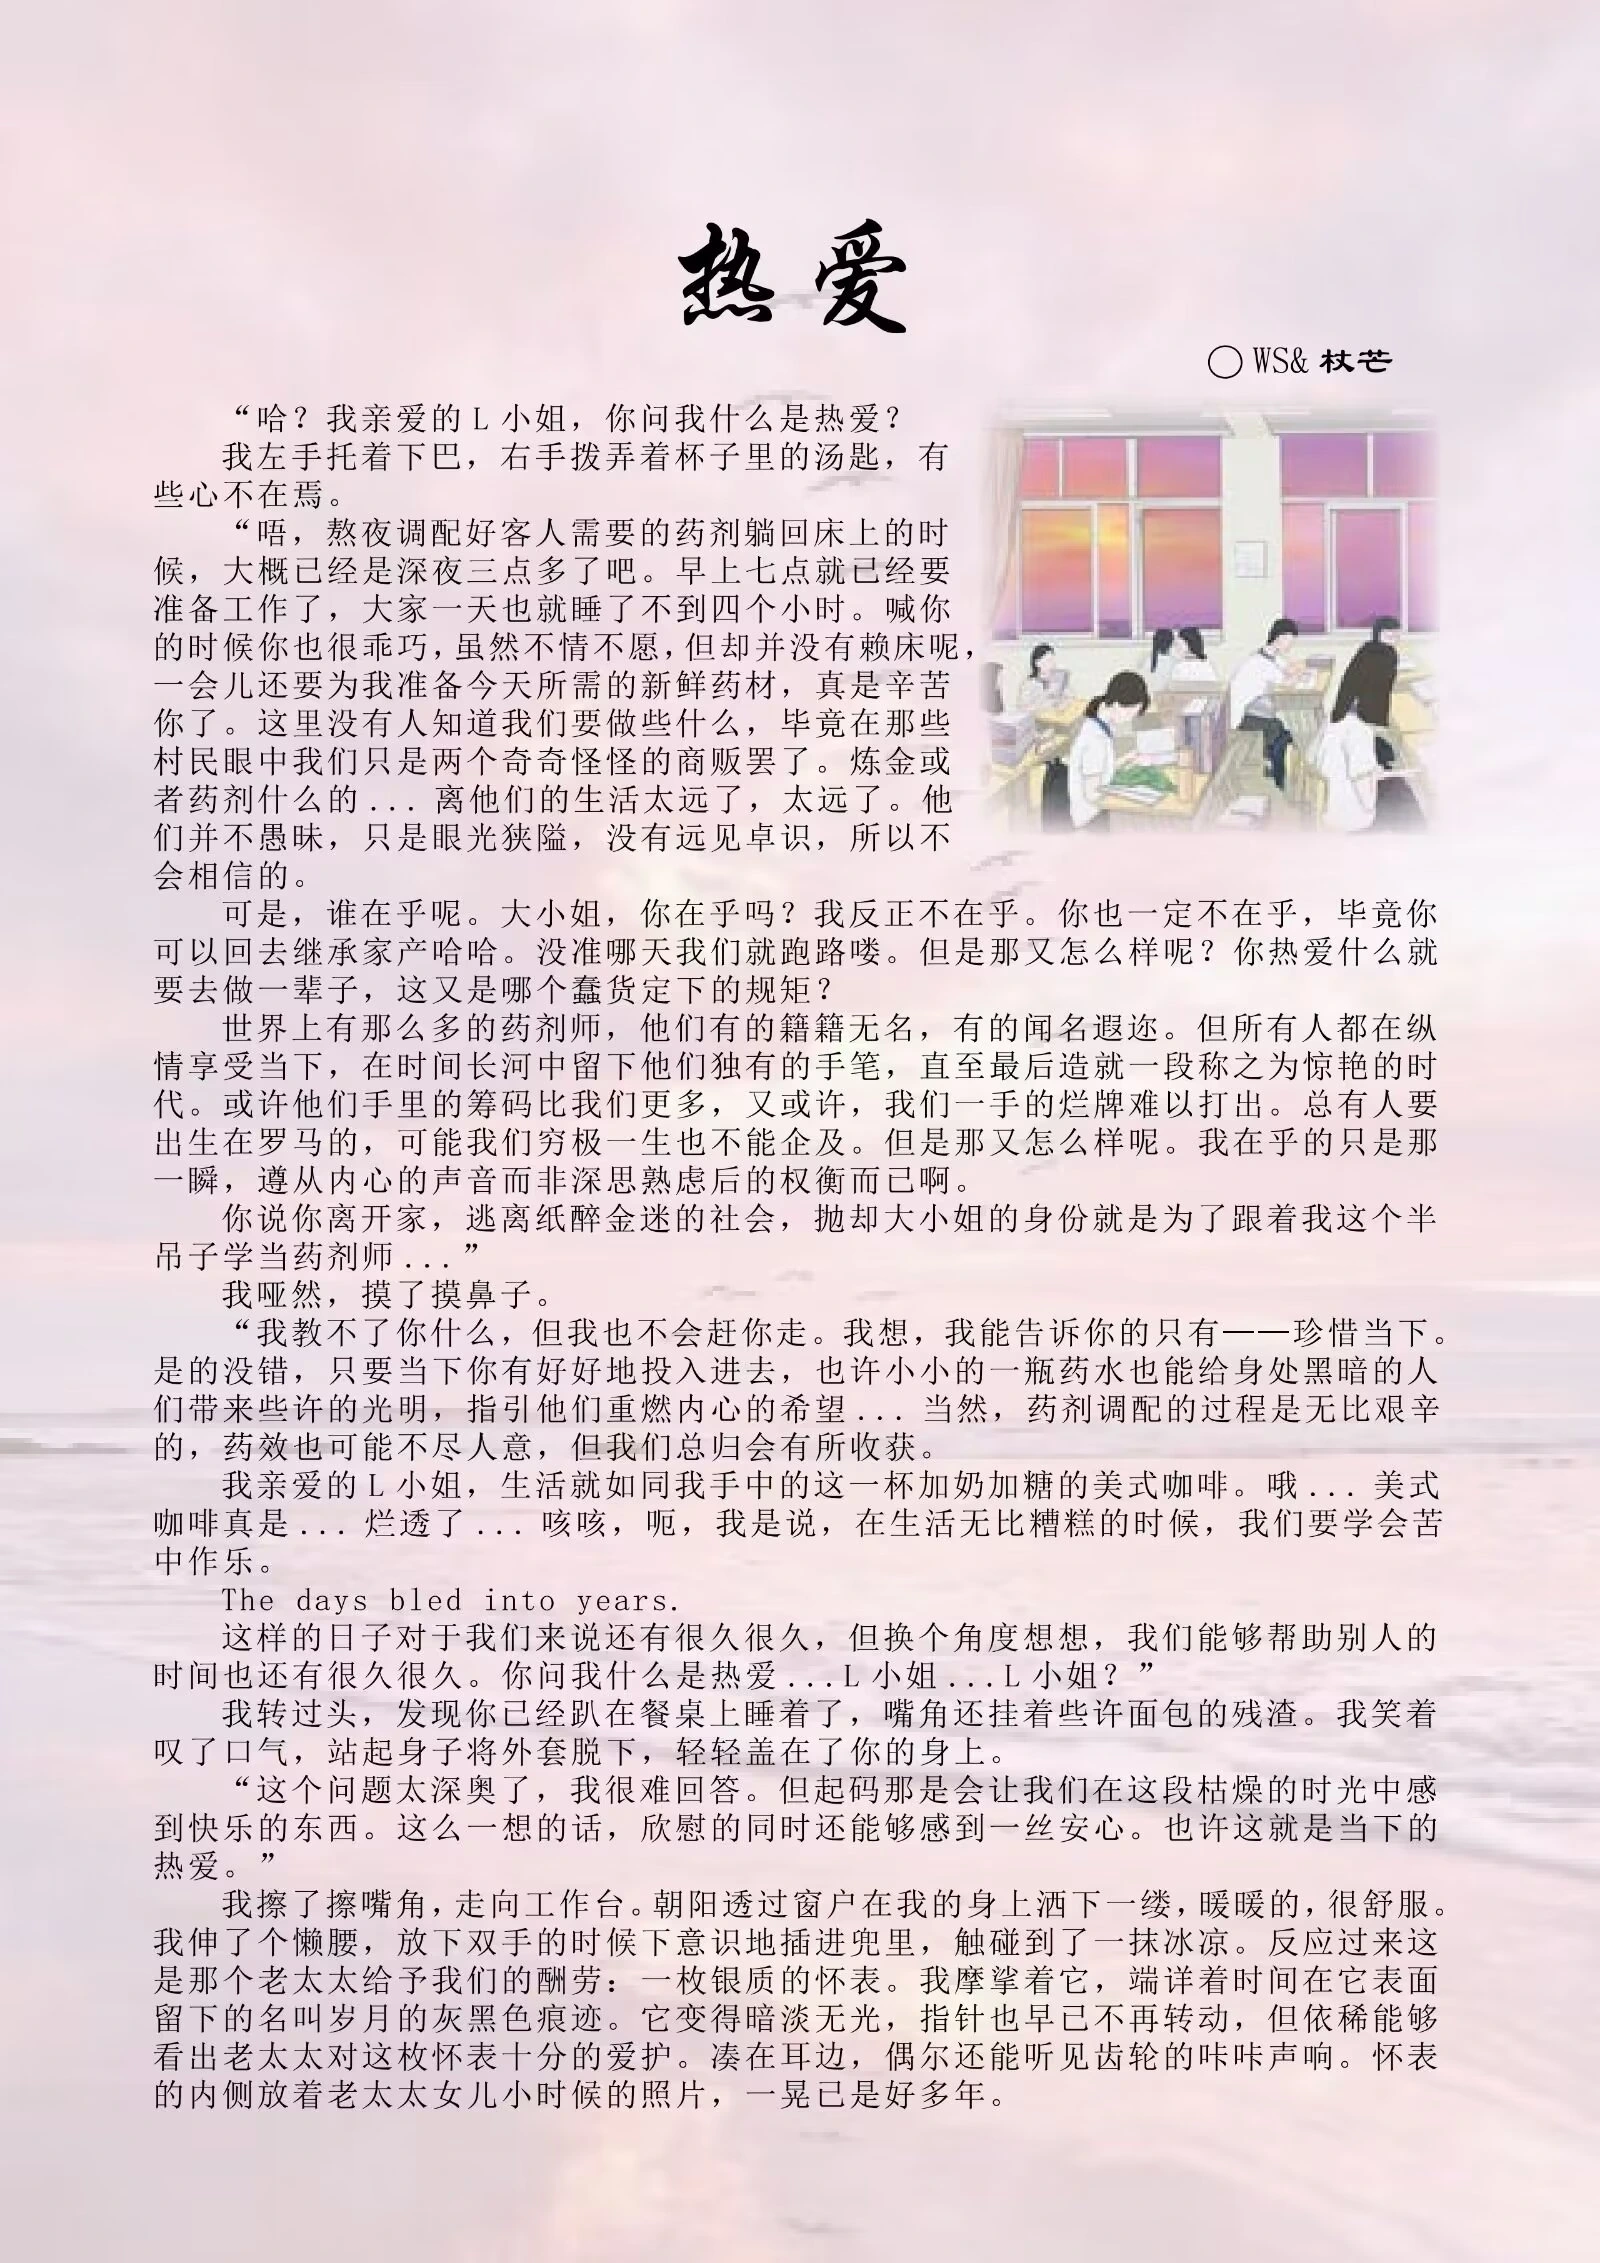 热爱
○ WS& 杖芒
“哈？我亲爱的 L 小姐，你问我什么是热爱？
我左手托着下巴，右手拨弄着杯子里的汤匙，有
些心不在焉。
“唔，熬夜调配好客人需要的药剂躺回床上的时
候，大概已经是深夜三点多了吧。早上七点就已经要
准备工作了，大家一天也就睡了不到四个小时。喊你
的时候你也很乖巧，虽然不情不愿，但却并没有赖床呢，
一会儿还要为我准备今天所需的新鲜药材，真是辛苦
你了。这里没有人知道我们要做些什么，毕竟在那些
村民眼中我们只是两个奇奇怪怪的商贩罢了。炼金或
者药剂什么的 ... 离他们的生活太远了，太远了。他
们并不愚昧，只是眼光狭隘，没有远见卓识，所以不
会相信的。
可是，谁在乎呢。大小姐，你在乎吗？我反正不在乎。你也一定不在乎，毕竟你
可以回去继承家产哈哈。没准哪天我们就跑路喽。但是那又怎么样呢？你热爱什么就
要去做一辈子，这又是哪个蠢货定下的规矩？
世界上有那么多的药剂师，他们有的籍籍无名，有的闻名遐迩。但所有人都在纵
情享受当下，在时间长河中留下他们独有的手笔，直至最后造就一段称之为惊艳的时
代。或许他们手里的筹码比我们更多，又或许，我们一手的烂牌难以打出。总有人要
出生在罗马的，可能我们穷极一生也不能企及。但是那又怎么样呢。我在乎的只是那
一瞬，遵从内心的声音而非深思熟虑后的权衡而已啊。
你说你离开家，逃离纸醉金迷的社会，抛却大小姐的身份就是为了跟着我这个半
吊子学当药剂师 ...”
我哑然，摸了摸鼻子。
“我教不了你什么，但我也不会赶你走。我想，我能告诉你的只有——珍惜当下。
是的没错，只要当下你有好好地投入进去，也许小小的一瓶药水也能给身处黑暗的人
们带来些许的光明，指引他们重燃内心的希望 ... 当然，药剂调配的过程是无比艰辛
的，药效也可能不尽人意，但我们总归会有所收获。
我亲爱的 L 小姐，生活就如同我手中的这一杯加奶加糖的美式咖啡。哦 ... 美式
咖啡真是 ... 烂透了 ... 咳咳，呃，我是说，在生活无比糟糕的时候，我们要学会苦
中作乐。
The days bled into years.
这样的日子对于我们来说还有很久很久，但换个角度想想，我们能够帮助别人的
时间也还有很久很久。你问我什么是热爱 ...L 小姐 ...L 小姐？”
我转过头，发现你已经趴在餐桌上睡着了，嘴角还挂着些许面包的残渣。我笑着
叹了口气，站起身子将外套脱下，轻轻盖在了你的身上。
“这个问题太深奥了，我很难回答。但起码那是会让我们在这段枯燥的时光中感
到快乐的东西。这么一想的话，欣慰的同时还能够感到一丝安心。也许这就是当下的
热爱。”
我擦了擦嘴角，走向工作台。朝阳透过窗户在我的身上洒下一缕，暖暖的，很舒服。
我伸了个懒腰，放下双手的时候下意识地插进兜里，触碰到了一抹冰凉。反应过来这
是那个老太太给予我们的酬劳：一枚银质的怀表。我摩挲着它，端详着时间在它表面
留下的名叫岁月的灰黑色痕迹。它变得暗淡无光，指针也早已不再转动，但依稀能够
看出老太太对这枚怀表十分的爱护。凑在耳边，偶尔还能听见齿轮的咔咔声响。怀表
的内侧放着老太太女儿小时候的照片，一晃已是好多年。